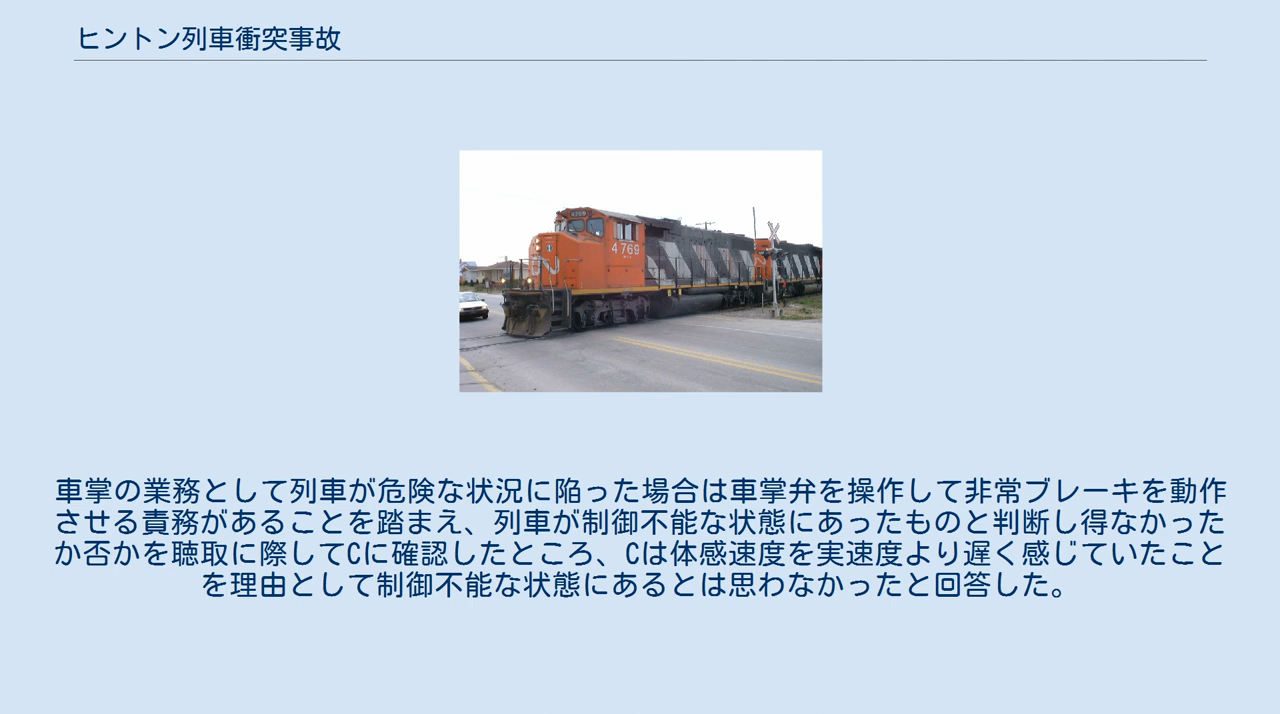 ヒントン列車衝突事故
4769
車掌の業務として列車が危険な状況に陥った場合は車掌弁を操作して非常ブレーキを動作
させる責務があることを踏まえ、列車が制御不能な状態にあったものと判断し得なかった
か否かを聴取に際してCに確認したところ、Cは体感速度を実速度より遅く感じていたこと
を理由として制御不能な状態にあるとは思わなかったと回答した。